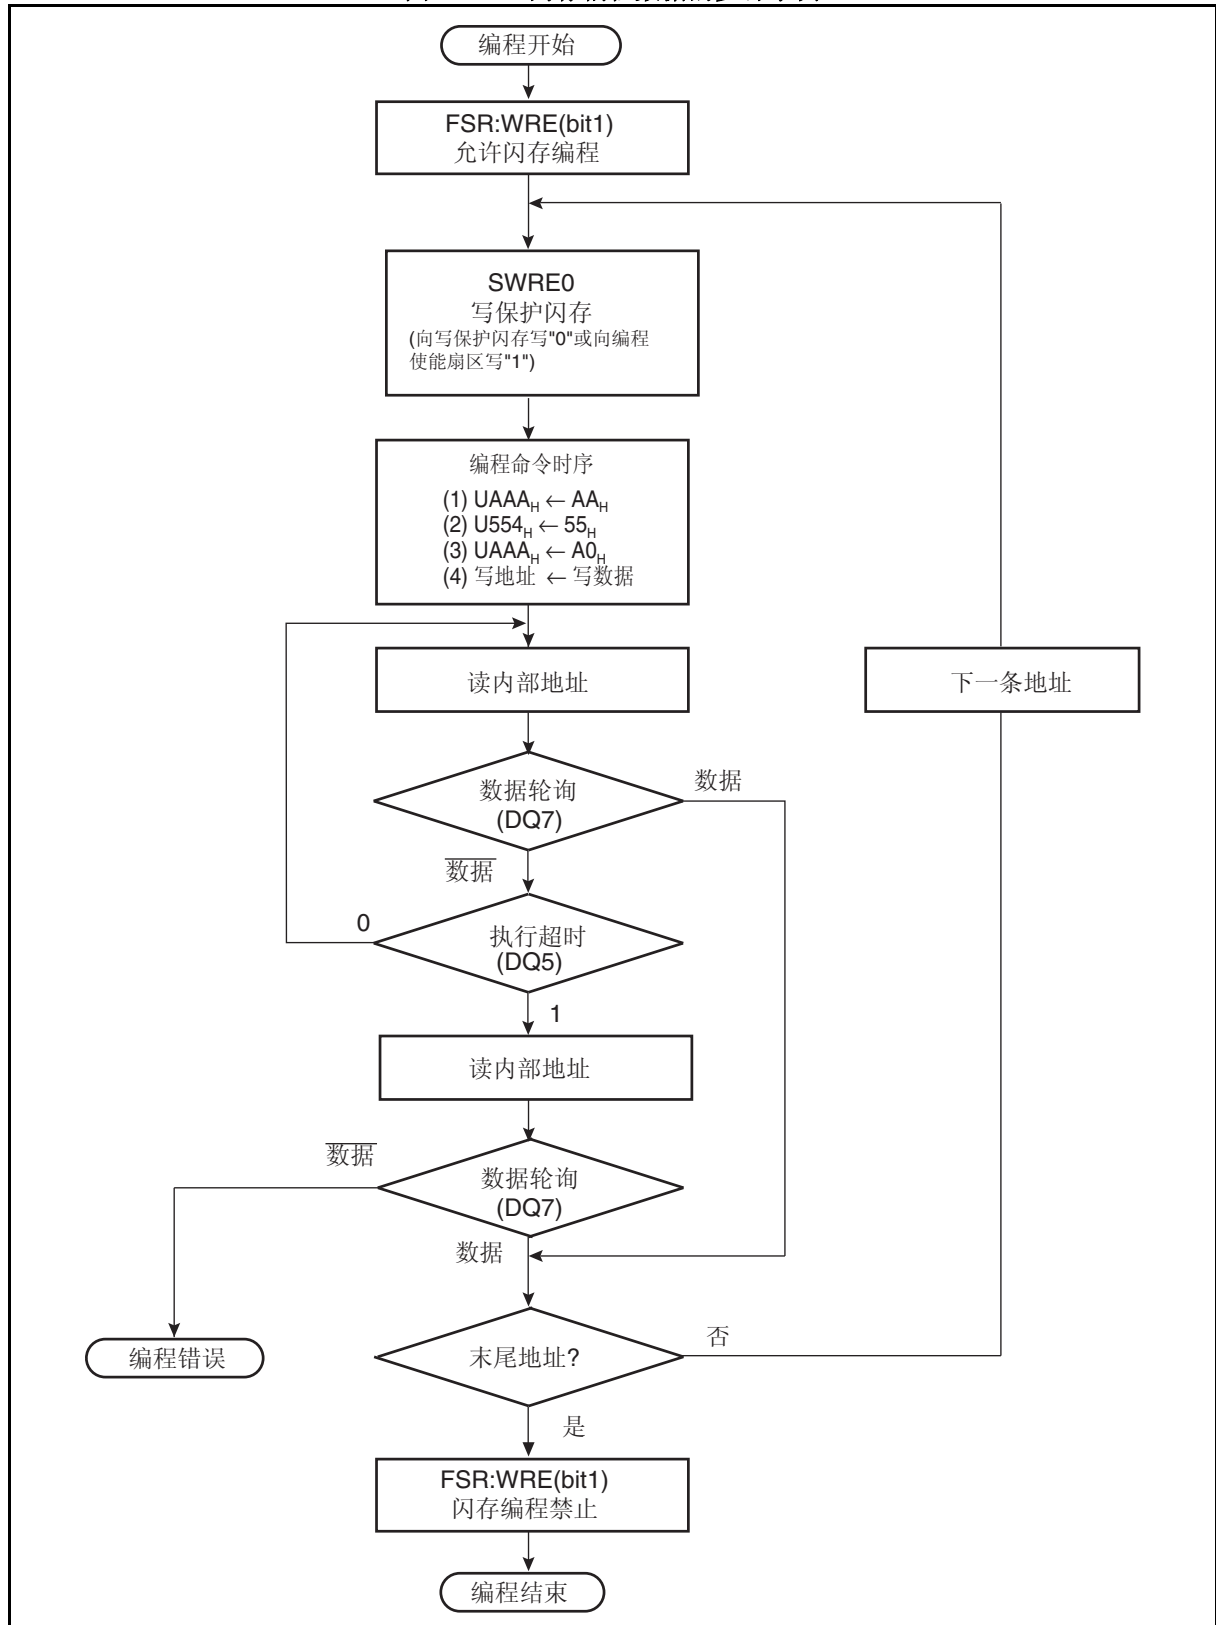 编程开始
FSR:WRE(bit1)
允许闪存编程
SWRE0
写保护闪存
(向写保护闪存写"0"或向编程
使能扇区写"1")
编程命令时序
(1) UAAAH ← AAH
(2) U554H ← 55H
(3) UAAAH ← A0H
(4) 写地址 ← 写数据
读内部地址
下一条地址
数据轮询
(DQ7)
数据
数据
0
执行超时
(DQ5)
1
读内部地址
数据
数据轮询
(DQ7)
数据
编程错误
末尾地址?
否
是
FSR:WRE(bit1)
闪存编程禁止
编程结束